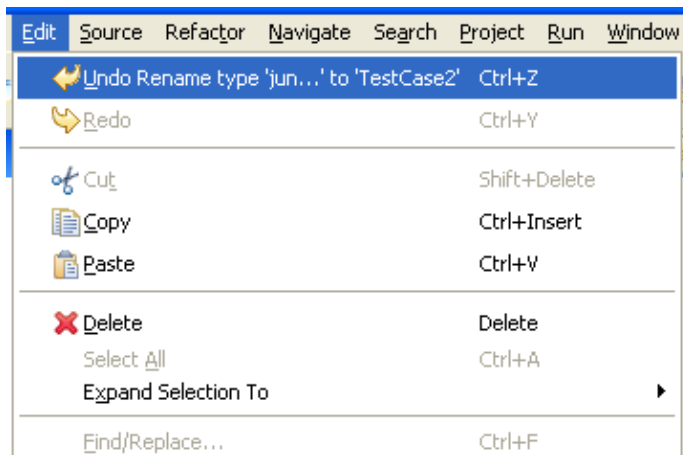 Edit Source Refactor Navigate Search Project Run Window
Undo Rename type 'jun...' to 'TestCase2' Ctrl+Z
Redo Ctrl+Y
Cut Shift+Delete
Copy Ctrl+Insert
Paste Ctrl+V
Delete Delete
Select All Ctrl+A
Expand Selection To
Find/Replace... Ctrl+F